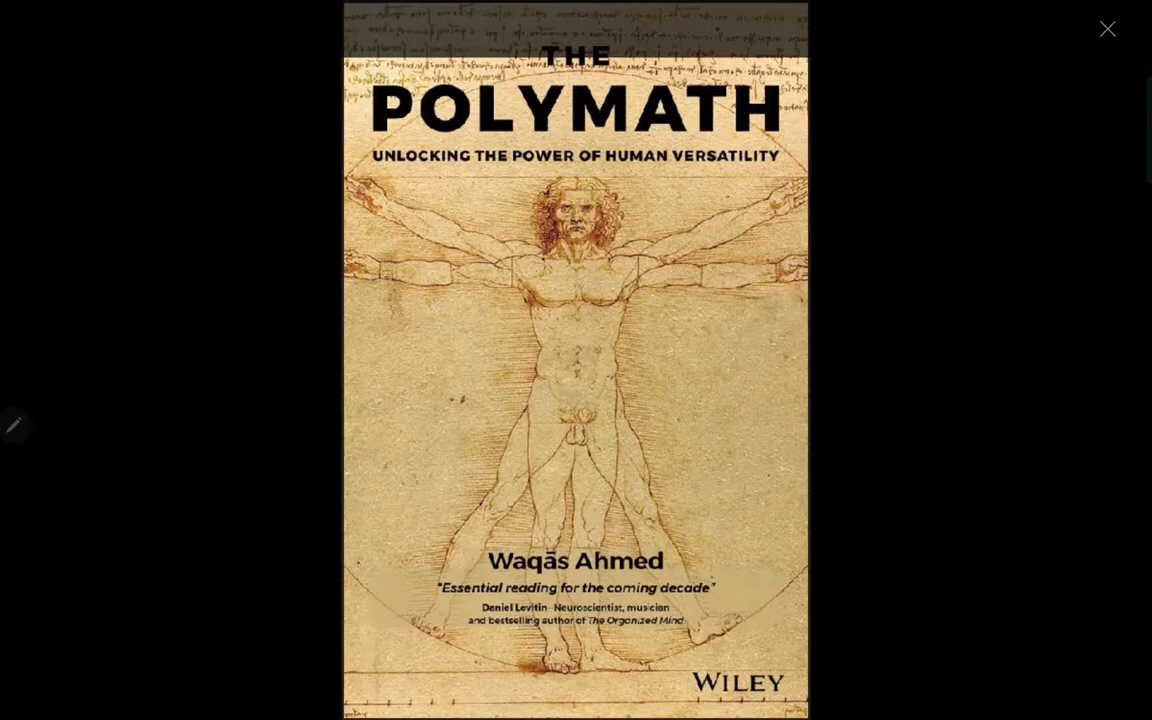 THE
POLYMATH
UNLOCKING THE POWER OF HUMAN VERSATILITY
Waqās Ahmed
"Essential reading for the coming decade"
Daniel Levitin–Neuroscientist, musician
and bestselling author of The Organized Mind
WILEY